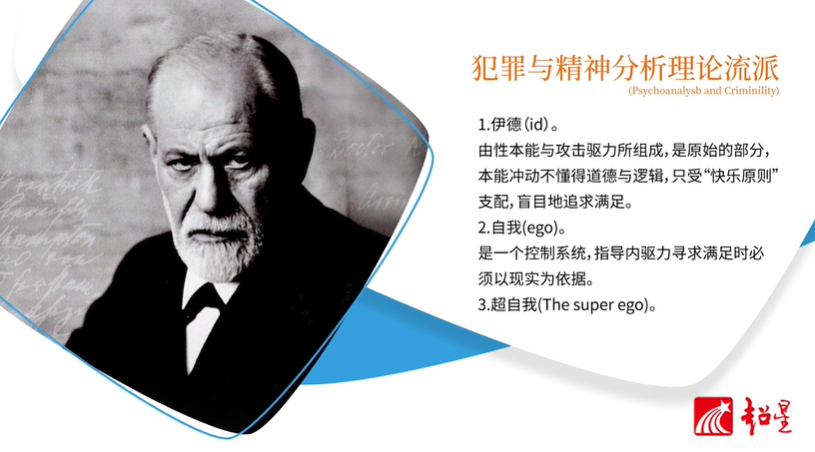 犯罪与精神分析理论流派
(Psychoanalysb and Criminility)
1.伊德(id)。
由性本能与攻击驱力所组成，是原始的部分，
本能冲动不懂得道德与逻辑，只受“快乐原则”
支配，盲目地追求满足。
2.自我(ego)。
是一个控制系统，指导内驱力寻求满足时必
须以现实为依据。
3.超自我(The super ego)。
超星